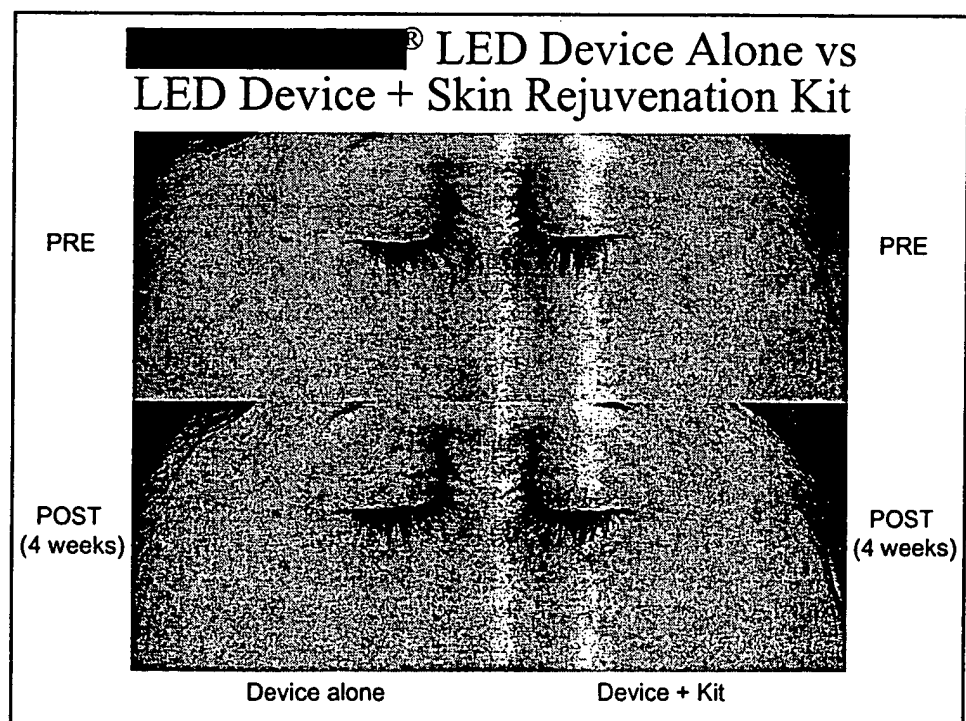 ® LED Device Alone vs
LED Device + Skin Rejuvenation Kit
PRE
PRE
POST
(4 weeks)
POST
(4 weeks)
Device alone
Device + Kit